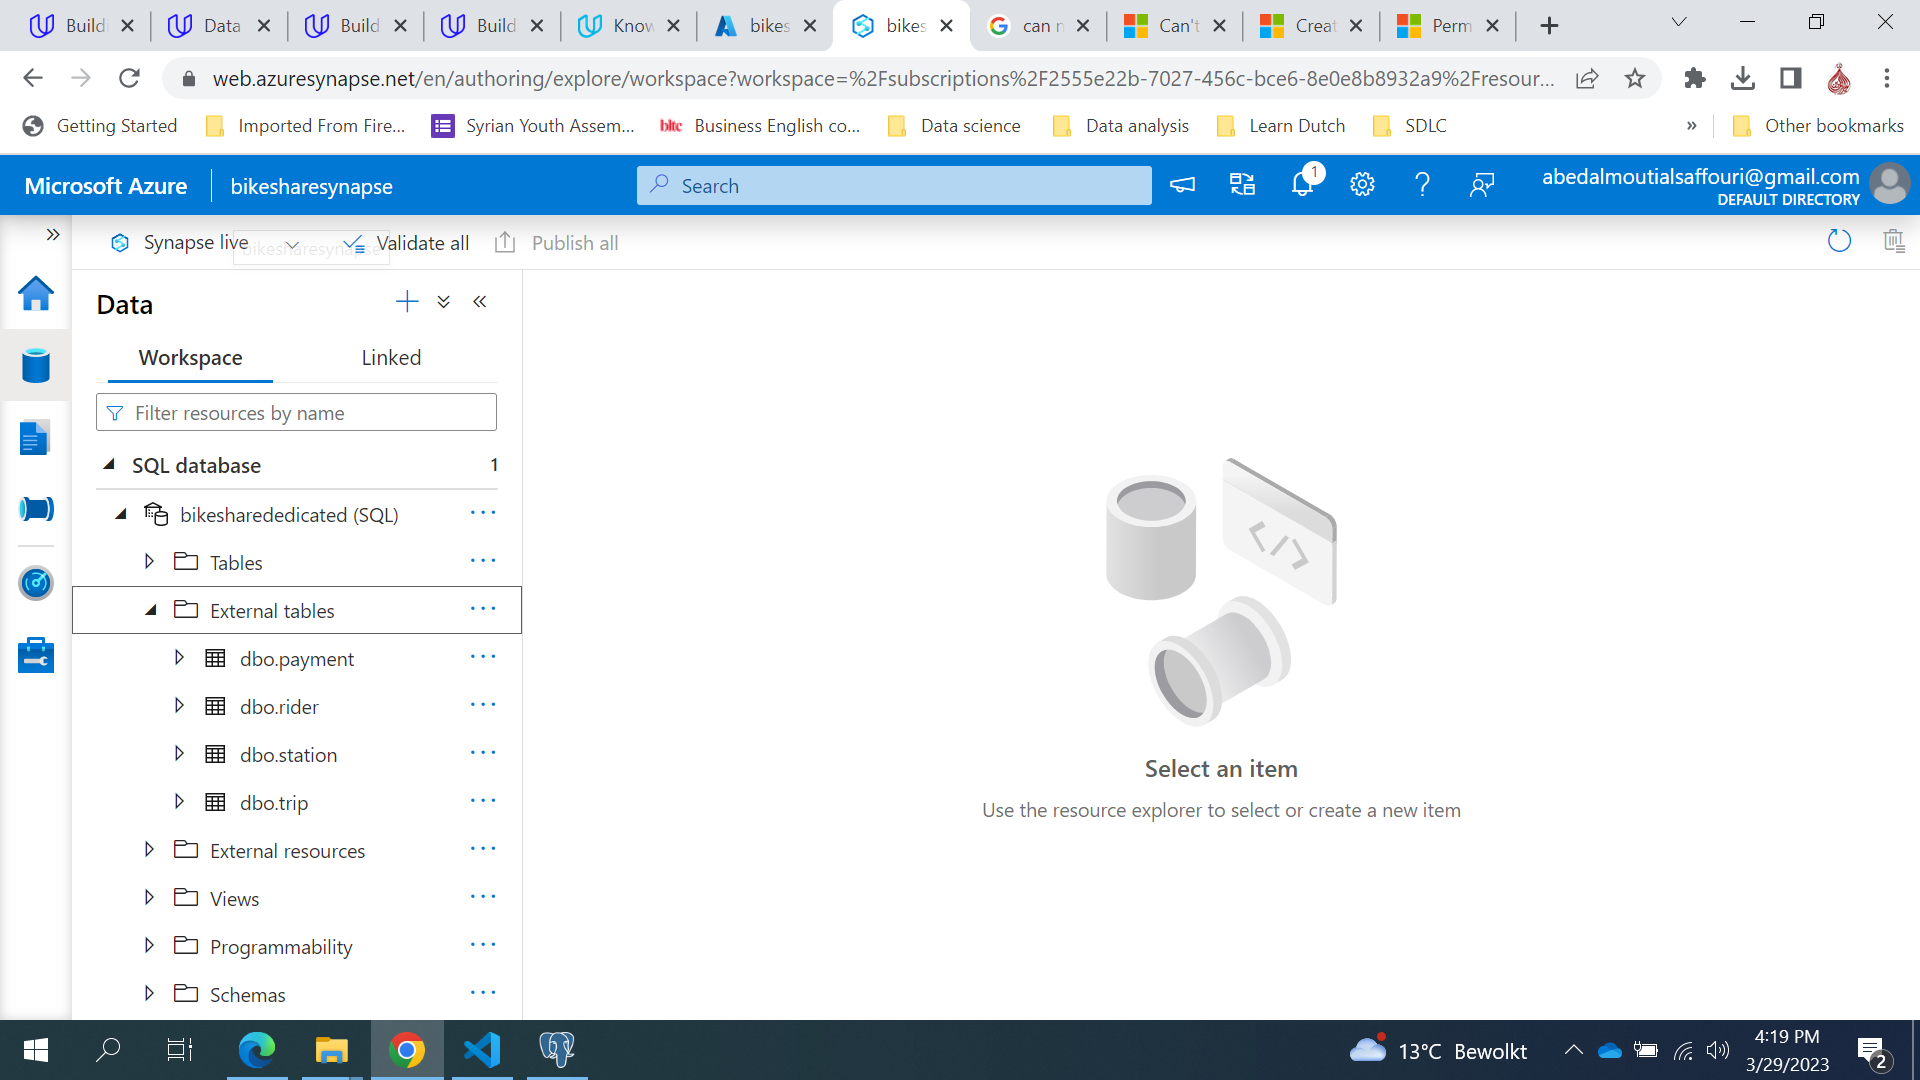 Buildi
Data
Build
Build
Know
bikes
bikes
can n
Can't
Creat
Perm
web.azuresynapse.net/en/authoring/explore/workspace?workspace=%2Fsubscriptions%2F2555e22b-7027-456c-bce6-8e0e8b8932a9%2Fresour...
Getting Started
Imported From Fire...
Syrian Youth Assem...
bitc
Business English co...
Data science
Data analysis
Learn Dutch
SDLC
»
Other bookmarks
Microsoft Azure
bikesharesynapse
Search
1
abedalmoutialsaffouri@gmail.com
DEFAULT DIRECTORY
Synapse live
bikesharesynapse
Validate all
Publish all
Data
Workspace
Linked
Filter resources by name
SQL database 1
bikesharededicated (SQL)
Tables
External tables
dbo.payment
dbo.rider
dbo.station
dbo.trip
External resources
Views
Programmability
Schemas
Select an item
Use the resource explorer to select or create a new item
13°C Bewolkt
4:19 PM
3/29/2023
2